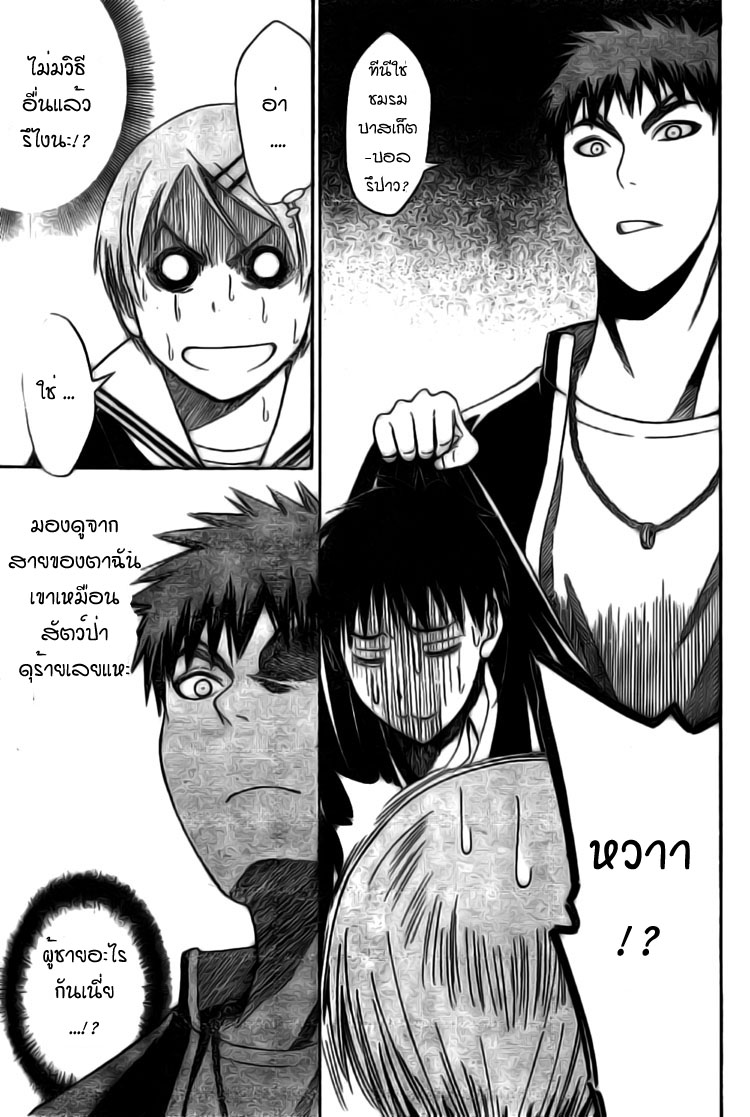 ทีนีใช่
ชมรม
บาสเก็ต
-บอล
รึปาว?
หวาา
!?
อ่า
....
ไม่มวิธี
อื่นแล้ว
รึไงนะ!?
ใช่ ...
มองดูจาก
สายของตาฉัน
เขาเหมือน
สัตว์ป่า
ดุร้ายเลยแหะ
ผู้ชายอะไร
กันเนี่ย
...!?